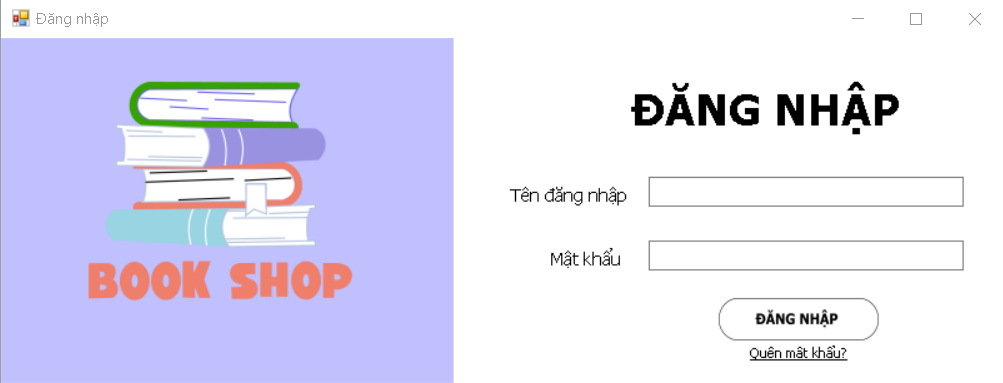 Đăng nhập
BOOK SHOP
ĐĂNG NHẬP
Tên đăng nhập
Mật khẩu
ĐĂNG NHẬP
Quên mật khẩu?